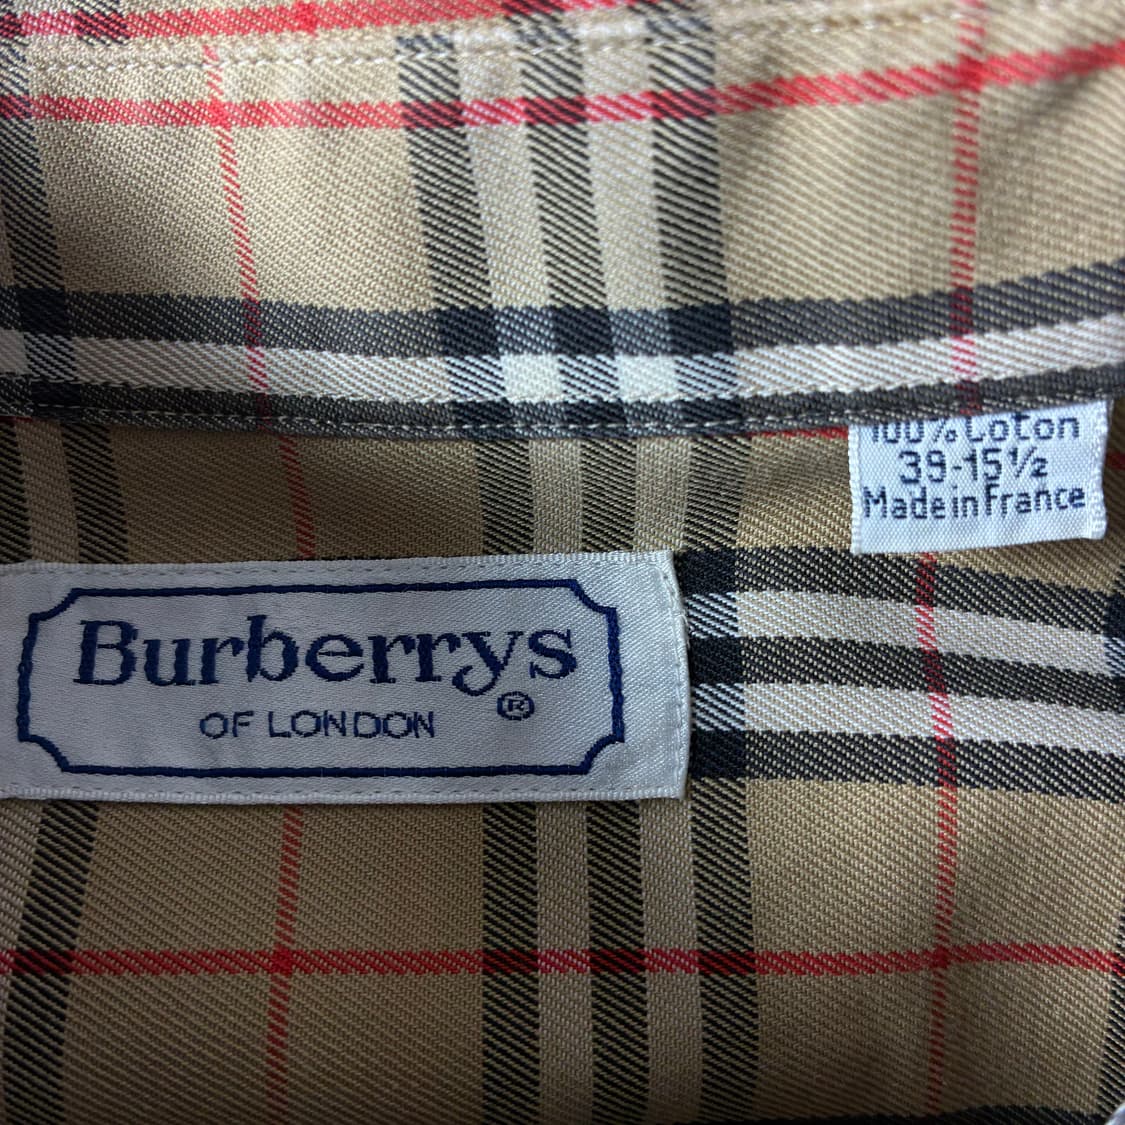 100% Coton
39-15½
Made in France
Burberrys
OF LONDON
®